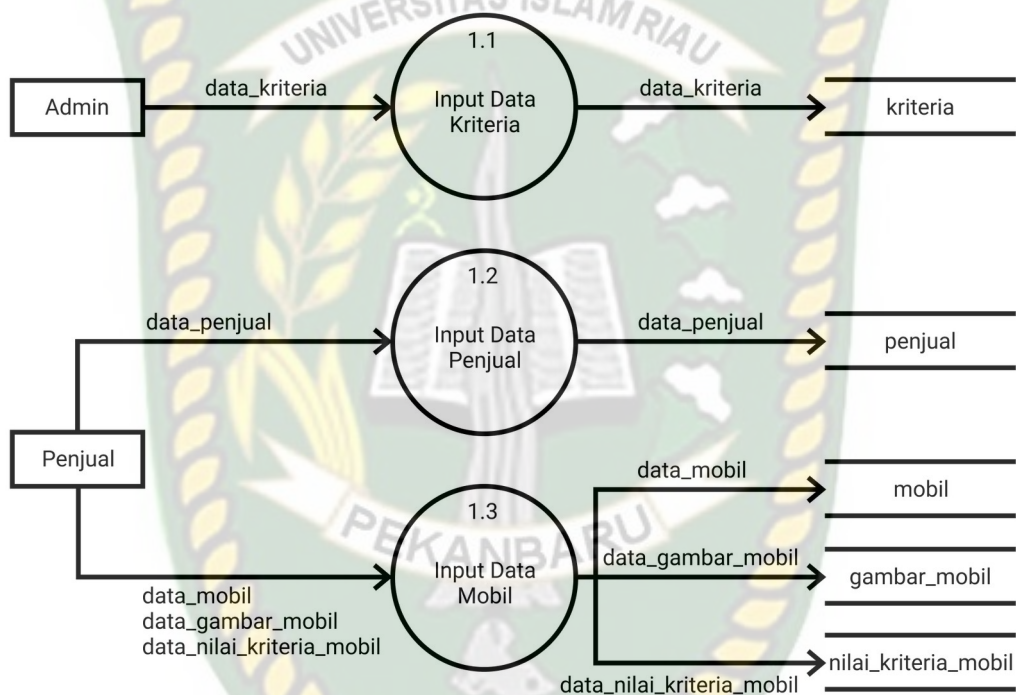 UNIVERSITAS ISLAM RIAU
1.1
Admin
data_kriteria
Input Data
Kriteria
data_kriteria
kriteria
1.2
data_penjual
Input Data
Penjual
data_penjual
penjual
Penjual
1.3
data_mobil
data_gambar_mobil
data_nilai_kriteria_mobil
Input Data
Mobil
data_mobil
mobil
data_gambar_mobil
gambar_mobil
data_nilai_kriteria_mobil
nilai_kriteria_mobil
PEKANBARU